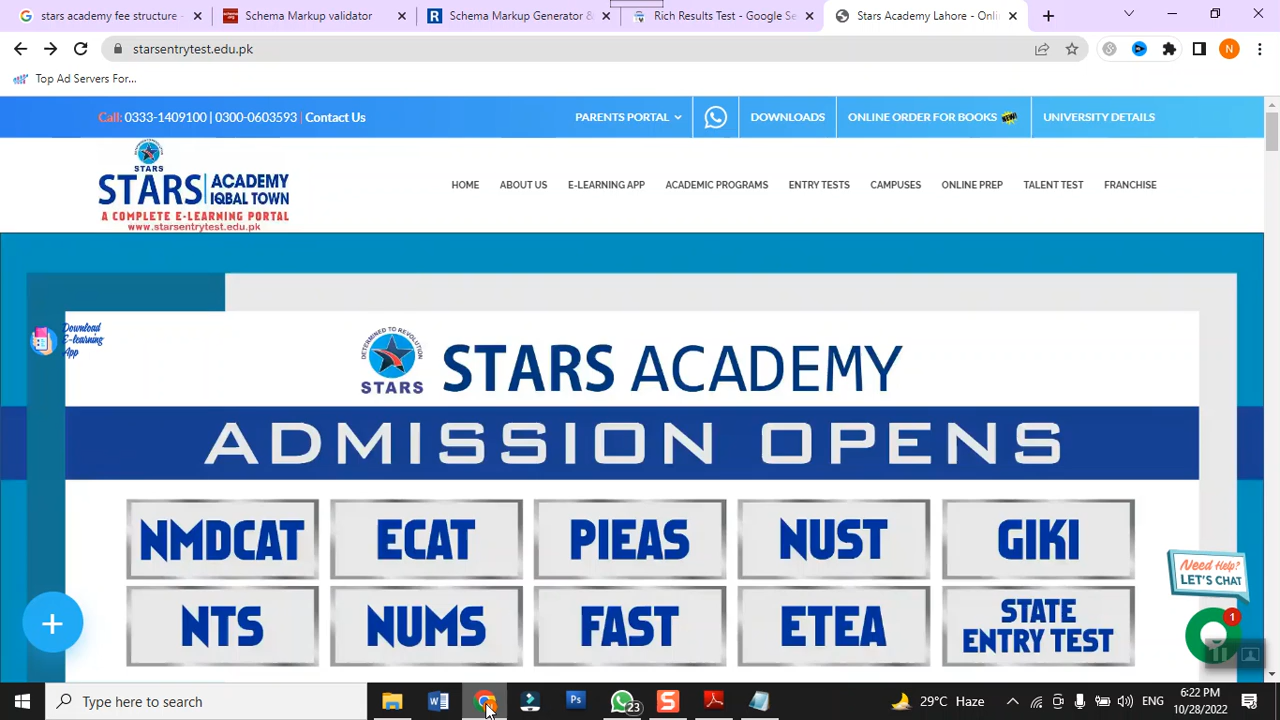 stars academy fee structure -
Schema Markup validator
Schema Markup Generator &
Rich Results Test - Google Se
Stars Academy Lahore - Onli
starsentrytest.edu.pk
N
Top Ad Servers For...
Call: 0333-1409100 | 0300-0603593 | Contact Us
PARENTS PORTAL
DOWNLOADS
ONLINE ORDER FOR BOOKS NEW!
UNIVERSITY DETAILS
STARS
STARS ACADEMY IQBAL TOWN
A COMPLETE E-LEARNING PORTAL
www.starsentrytest.edu.pk
HOME ABOUT US E-LEARNING APP ACADEMIC PROGRAMS ENTRY TESTS CAMPUSES ONLINE PREP TALENT TEST FRANCHISE
Download
E-learning
App
DETERMINED TO REVOLUTION
STARS
STARS ACADEMY
ADMISSION OPENS
NMDCAT ECAT PIEAS NUST GIKI
NTS NUMS FAST ETEA STATE
ENTRY TEST
Need Help?
LET'S CHAT
1
Type here to search
23
29°C Haze
ENG
6:22 PM
10/28/2022